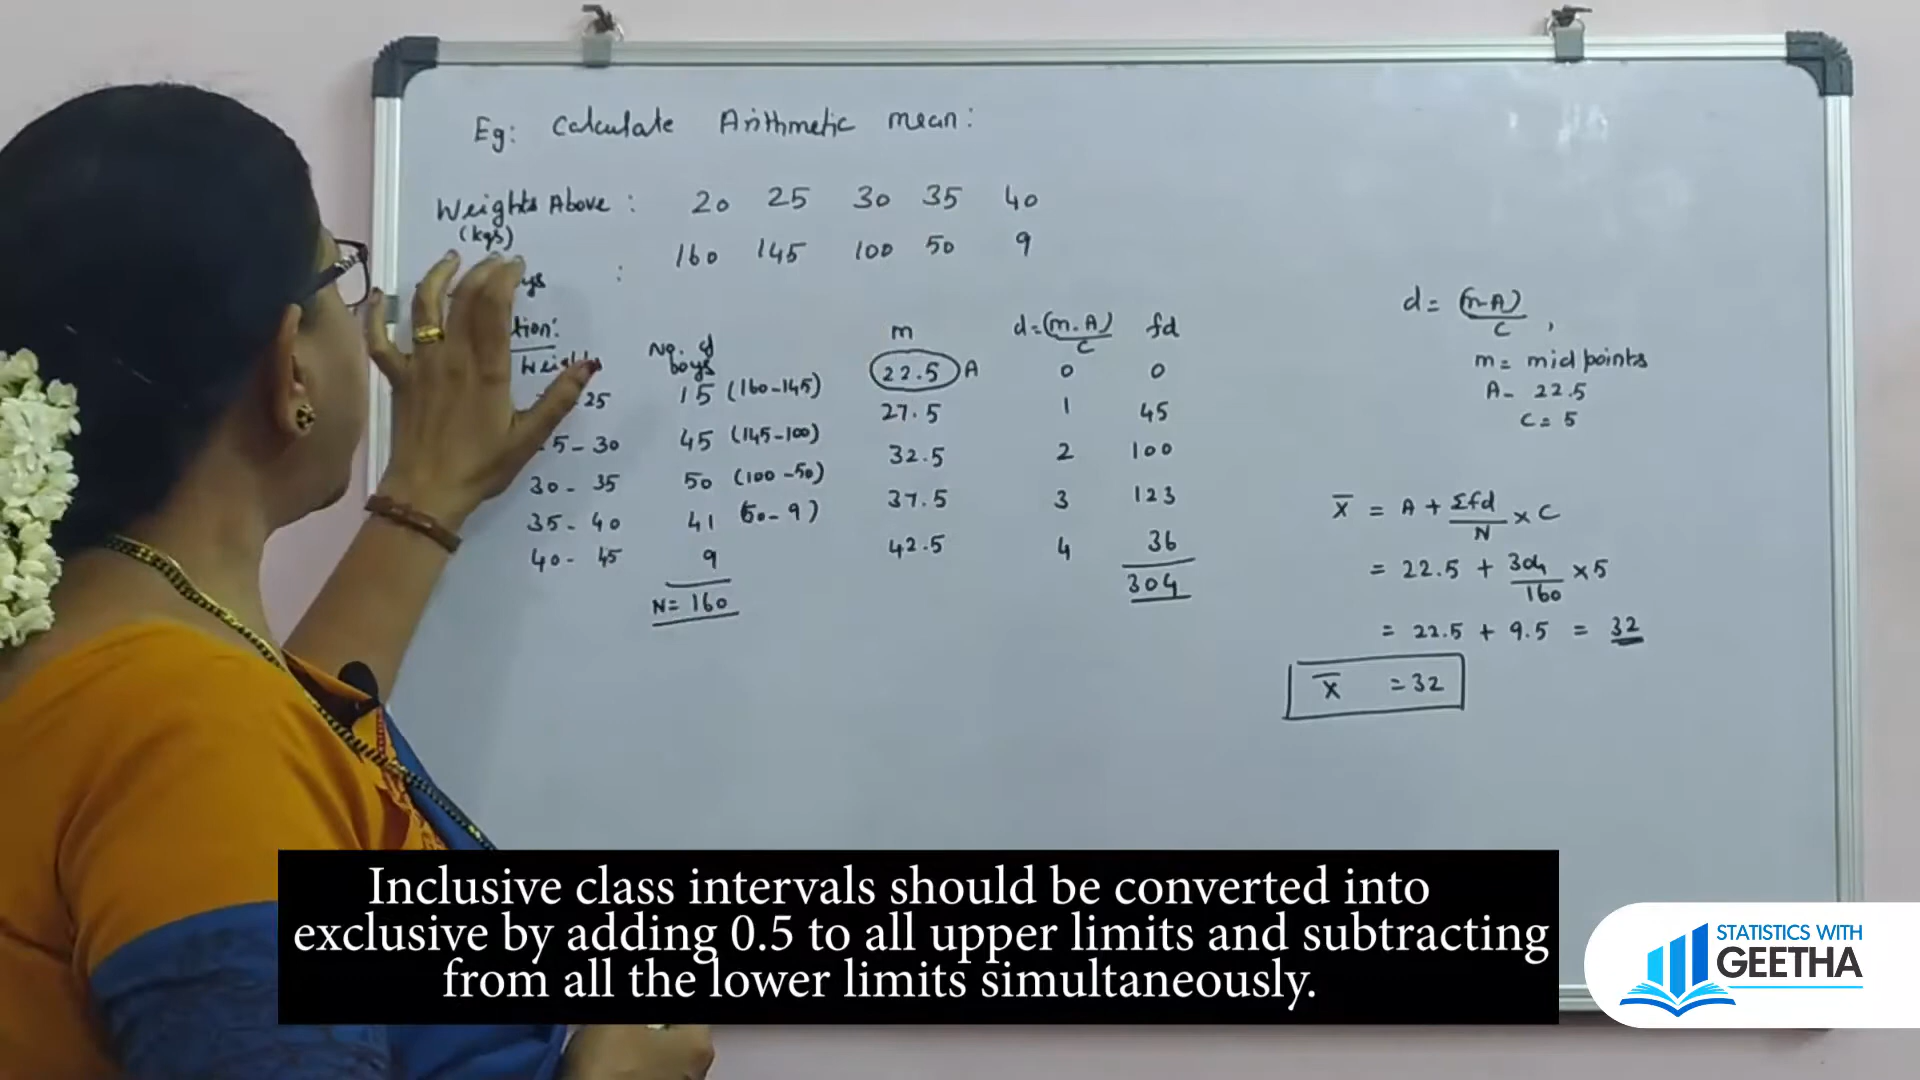 Eg: Calculate Arithmetic mean:
Weights Above : 20 25 30 35 40
(kgs)
ys : 160 145 100 50 9
tion:
Weights No. of boys m d = (m-A)/C fd
- 25 15 (160-145) 22.5 A 0 0
5 - 30 45 (145-100) 27.5 1 45
30 - 35 50 (100-50) 32.5 2 100
35 - 40 41 (50-9) 37.5 3 123
40 - 45 9 42.5 4 36
N = 160 304
d = (m-A)/C ,
m = mid points
A - 22.5
C = 5
X̄ = A + Σfd/N × C
= 22.5 + 304/160 × 5
= 22.5 + 9.5 = 32
X̄ = 32
Inclusive class intervals should be converted into
exclusive by adding 0.5 to all upper limits and subtracting
from all the lower limits simultaneously.
STATISTICS WITH
GEETHA